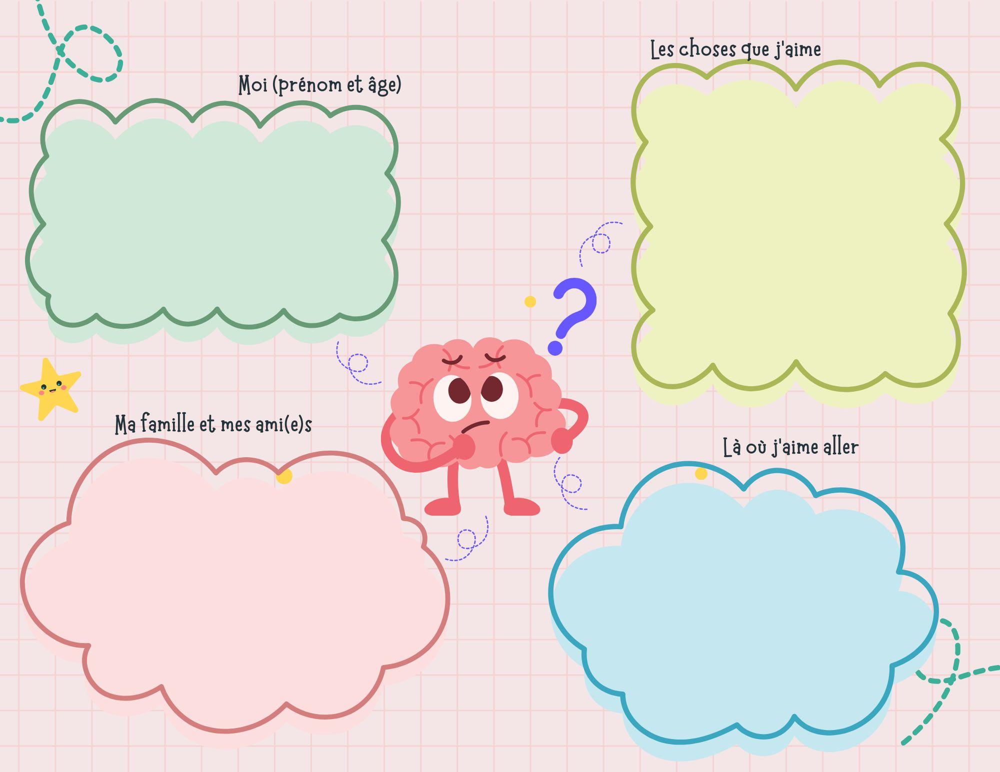 Moi (prénom et âge)
Les choses que j'aime
Ma famille et mes ami(e)s
Là où j'aime aller
?